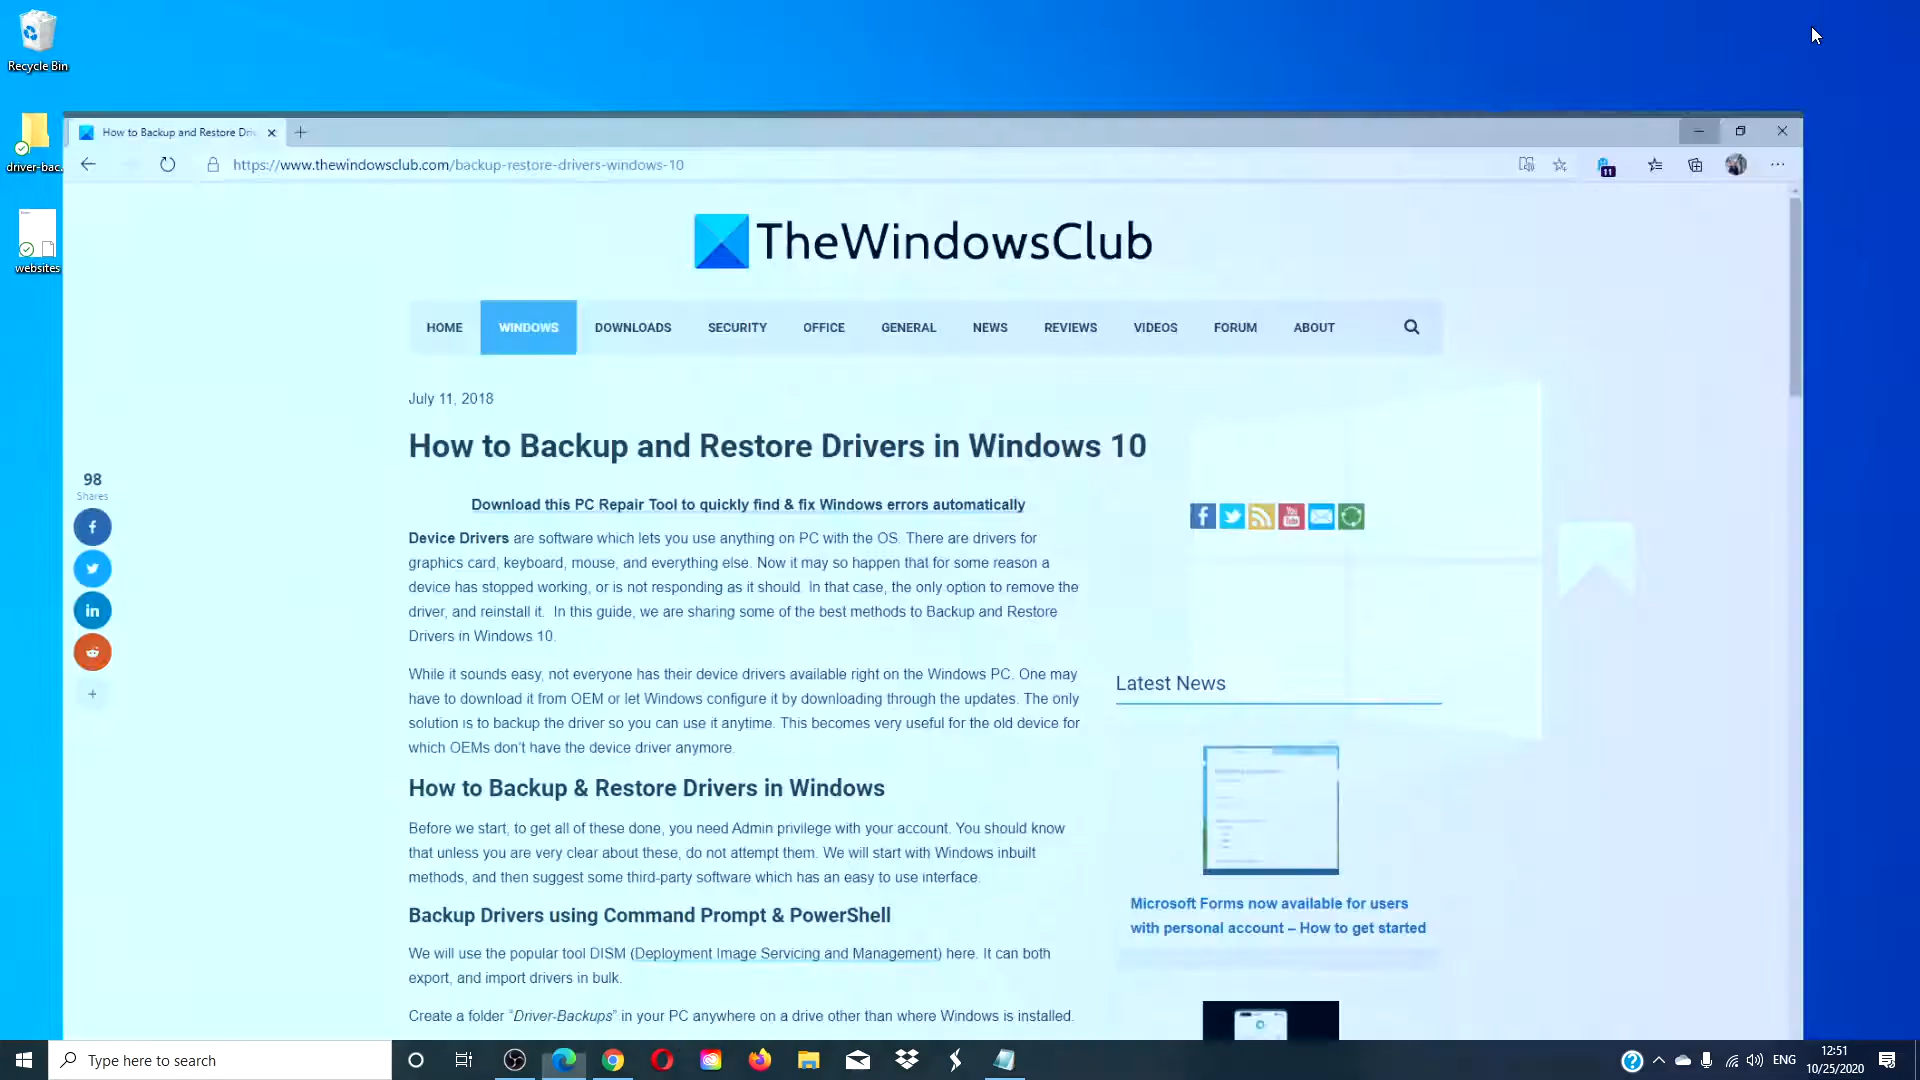 Recycle Bin
driver-bac...
websites
How to Backup and Restore Dri
https://www.thewindowsclub.com/backup-restore-drivers-windows-10
11
TheWindowsClub
HOME WINDOWS DOWNLOADS SECURITY OFFICE GENERAL NEWS REVIEWS VIDEOS FORUM ABOUT
July 11, 2018
How to Backup and Restore Drivers in Windows 10
98
Shares
Download this PC Repair Tool to quickly find & fix Windows errors automatically
Device Drivers are software which lets you use anything on PC with the OS. There are drivers for
graphics card, keyboard, mouse, and everything else. Now it may so happen that for some reason a
device has stopped working, or is not responding as it should. In that case, the only option to remove the
driver, and reinstall it. In this guide, we are sharing some of the best methods to Backup and Restore
Drivers in Windows 10.
While it sounds easy, not everyone has their device drivers available right on the Windows PC. One may
have to download it from OEM or let Windows configure it by downloading through the updates. The only
solution is to backup the driver so you can use it anytime. This becomes very useful for the old device for
which OEMs don't have the device driver anymore.
How to Backup & Restore Drivers in Windows
Before we start, to get all of these done, you need Admin privilege with your account. You should know
that unless you are very clear about these, do not attempt them. We will start with Windows inbuilt
methods, and then suggest some third-party software which has an easy to use interface.
Backup Drivers using Command Prompt & PowerShell
We will use the popular tool DISM (Deployment Image Servicing and Management) here. It can both
export, and import drivers in bulk.
Create a folder “Driver-Backups” in your PC anywhere on a drive other than where Windows is installed.
You Tube
Latest News
Microsoft Forms now available for users
with personal account – How to get started
Type here to search
ENG
12:51
10/25/2020